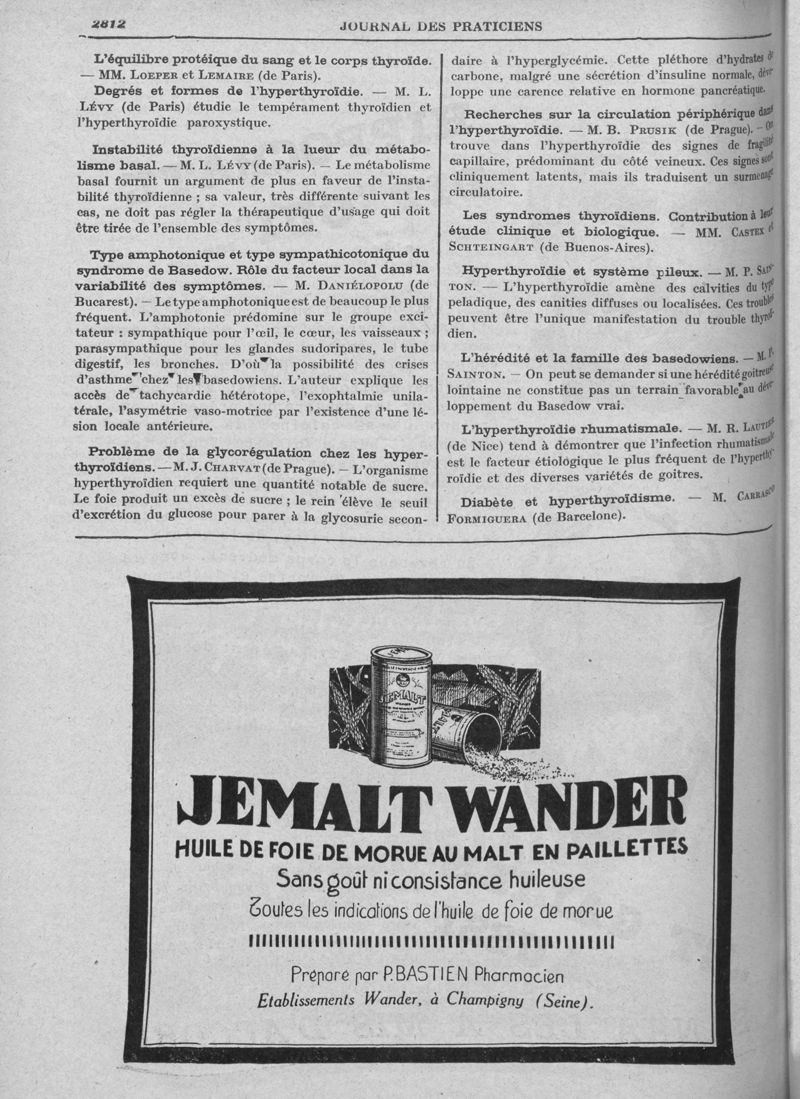 2812
JOURNAL DES PRATICIENS
L'équilibre protéique du sang et le corps thyroïde.
— MM. LOEPER et LEMAIRE (de Paris).
Degrés et formes de l'hyperthyroïdie. — M. L.
LÉVY (de Paris) étudie le tempérament thyroïdien et
l'hyperthyroïdie paroxystique.
Instabilité thyroïdienne à la lueur du métabo-
lisme basal. — M. L. LÉVY (de Paris). — Le métabolisme
basal fournit un argument de plus en faveur de l'insta-
bilité thyroïdienne ; sa valeur, très différente suivant les
cas, ne doit pas régler la thérapeutique d'usage qui doit
être tirée de l'ensemble des symptômes.
Type amphotonique et type sympathicotonique du
syndrome de Basedow. Rôle du facteur local dans la
variabilité des symptômes. — M. DANIÉLOPOLU (de
Bucarest). — Le type amphotonique est de beaucoup le plus
fréquent. L'amphotonie prédomine sur le groupe exci-
tateur : sympathique pour l'œil, le cœur, les vaisseaux ;
parasympathique pour les glandes sudoripares, le tube
digestif, les bronches. D'où la possibilité des crises
d'asthme chez les basedowiens. L'auteur explique les
accès de tachycardie hétérotope, l'exophtalmie unila-
térale, l'asymétrie vaso-motrice par l'existence d'une lé-
sion locale antérieure.
Problème de la glycorégulation chez les hyper-
thyroïdiens. — M. J. CHARVAT (de Prague). — L'organisme
hyperthyroïdien requiert une quantité notable de sucre.
Le foie produit un excès de sucre ; le rein élève le seuil
d'excrétion du glucose pour parer à la glycosurie secon-
daire à l'hyperglycémie. Cette pléthore d'hydrates de
carbone, malgré une sécrétion d'insuline normale, déve-
loppe une carence relative en hormone pancréatique.
Recherches sur la circulation périphérique dans
l'hyperthyroïdie. — M. B. PRUSIK (de Prague). — On
trouve dans l'hyperthyroïdie des signes de fragilité
capillaire, prédominant du côté veineux. Ces signes sont
cliniquement latents, mais ils traduisent un surmenage
circulatoire.
Les syndromes thyroïdiens. Contribution à leur
étude clinique et biologique. — MM. CASTEX et
SCHTEINGART (de Buenos-Aires).
Hyperthyroïdie et système pileux. — M. P. SAIN-
TON. — L'hyperthyroïdie amène des calvities du type
peladique, des canities diffuses ou localisées. Ces troubles
peuvent être l'unique manifestation du trouble thyroï-
dien.
L'hérédité et la famille des basedowiens. — M. P.
SAINTON. — On peut se demander si une hérédité goitreuse
lointaine ne constitue pas un terrain favorable au déve-
loppement du Basedow vrai.
L'hyperthyroïdie rhumatismale. — M. R. LAUTIER
(de Nice) tend à démontrer que l'infection rhumatismale
est le facteur étiologique le plus fréquent de l'hyperthy-
roïdie et des diverses variétés de goitres.
Diabète et hyperthyroïdisme. — M. CARRASCO
FORMIGUERA (de Barcelone).
JEMALT
JEMALT WANDER
HUILE DE FOIE DE MORUE AU MALT EN PAILLETTES
Sans goût ni consistance huileuse
Toutes les indications de l'huile de foie de morue
Préparé par P. BASTIEN Pharmacien
Etablissements Wander, à Champigny (Seine).